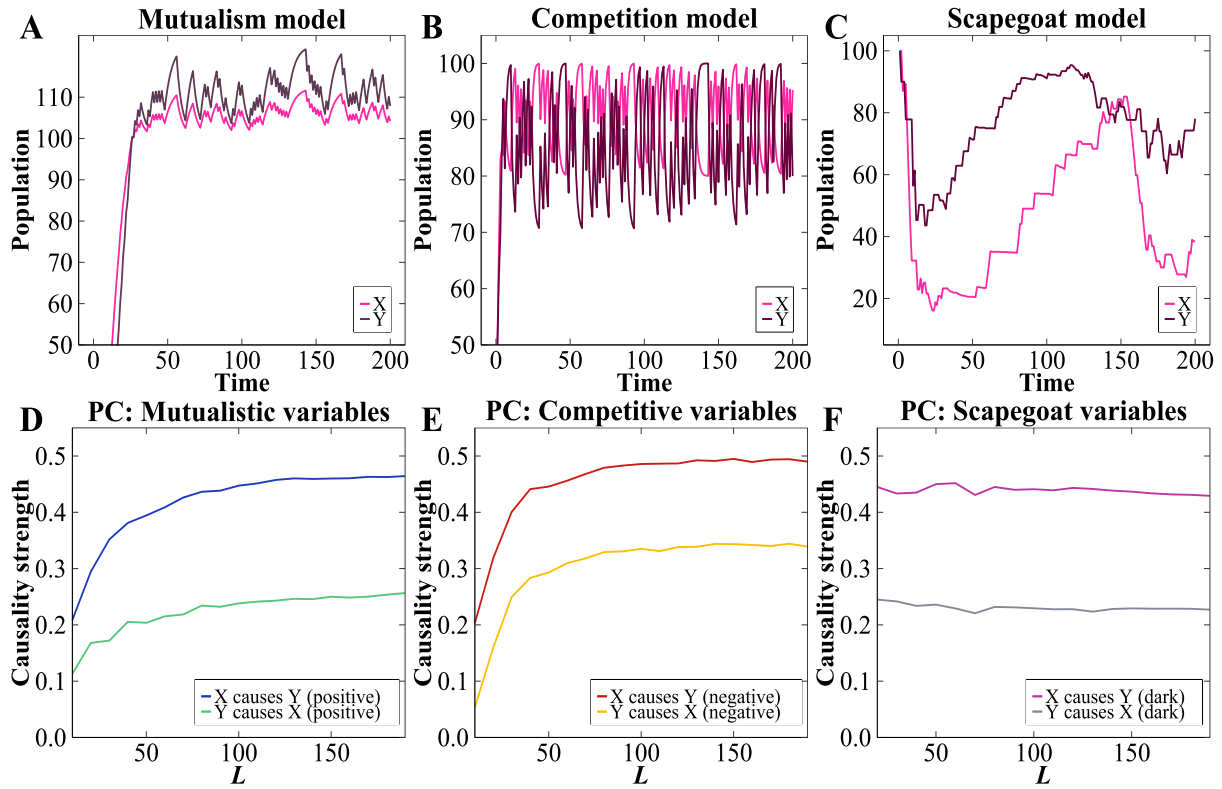 A
Mutualism model
Population
110
100
90
80
70
60
50
0
50
100
150
200
Time
X
Y
B
Competition model
Population
100
90
80
70
60
50
0
50
100
150
200
Time
X
Y
C
Scapegoat model
Population
100
80
60
40
20
0
50
100
150
200
Time
X
Y
D
PC: Mutualistic variables
Causality strength
0.5
0.4
0.3
0.2
0.1
0.0
50
100
150
L
X causes Y (positive)
Y causes X (positive)
E
PC: Competitive variables
Causality strength
0.5
0.4
0.3
0.2
0.1
0.0
50
100
150
L
X causes Y (negative)
Y causes X (negative)
F
PC: Scapegoat variables
Causality strength
0.5
0.4
0.3
0.2
0.1
0.0
50
100
150
L
X causes Y (dark)
Y causes X (dark)